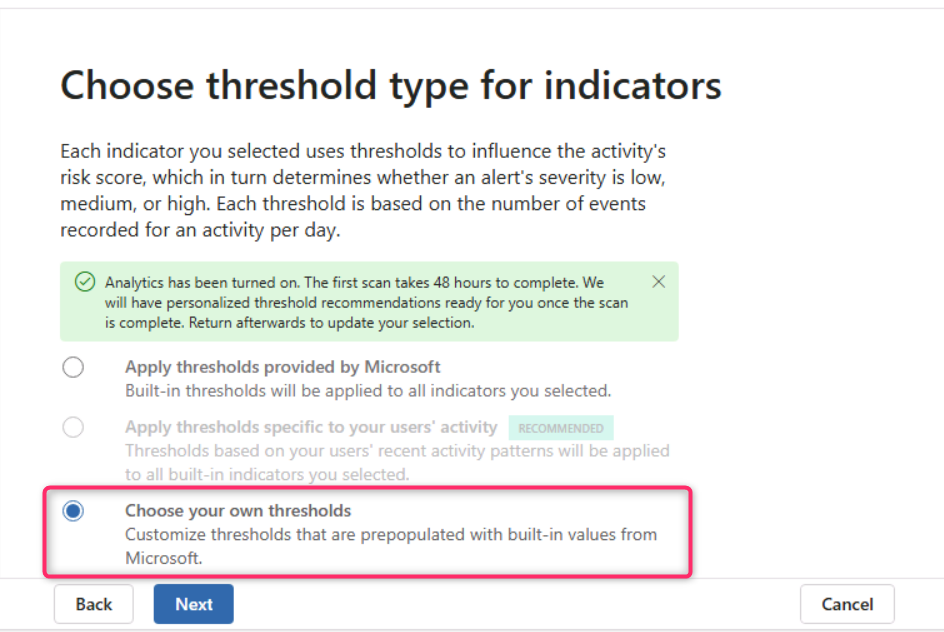 Choose threshold type for indicators
Each indicator you selected uses thresholds to influence the activity's
risk score, which in turn determines whether an alert's severity is low,
medium, or high. Each threshold is based on the number of events
recorded for an activity per day.
Analytics has been turned on. The first scan takes 48 hours to complete. We
will have personalized threshold recommendations ready for you once the scan
is complete. Return afterwards to update your selection.
Apply thresholds provided by Microsoft
Built-in thresholds will be applied to all indicators you selected.
Apply thresholds specific to your users' activity RECOMMENDED
Thresholds based on your users' recent activity patterns will be applied
to all built-in indicators you selected.
Choose your own thresholds
Customize thresholds that are prepopulated with built-in values from
Microsoft.
Back Next Cancel